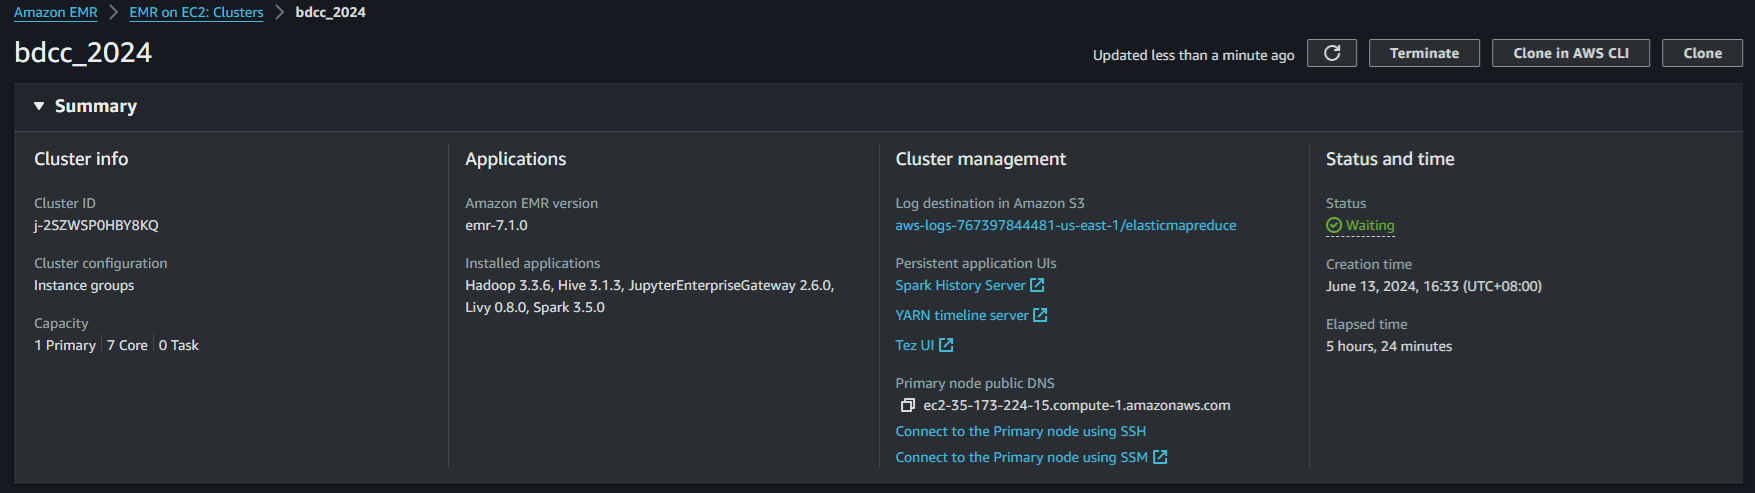 Amazon EMR > EMR on EC2: Clusters > bdcc_2024
bdcc_2024
Updated less than a minute ago
Terminate
Clone in AWS CLI
Clone
Summary
Cluster info
Cluster ID
j-2SZWSP0HBY8KQ
Cluster configuration
Instance groups
Capacity
1 Primary | 7 Core | 0 Task
Applications
Amazon EMR version
emr-7.1.0
Installed applications
Hadoop 3.3.6, Hive 3.1.3, JupyterEnterpriseGateway 2.6.0,
Livy 0.8.0, Spark 3.5.0
Cluster management
Log destination in Amazon S3
aws-logs-767397844481-us-east-1/elasticmapreduce
Persistent application UIs
Spark History Server
YARN timeline server
Tez UI
Primary node public DNS
ec2-35-173-224-15.compute-1.amazonaws.com
Connect to the Primary node using SSH
Connect to the Primary node using SSM
Status and time
Status
Waiting
Creation time
June 13, 2024, 16:33 (UTC+08:00)
Elapsed time
5 hours, 24 minutes